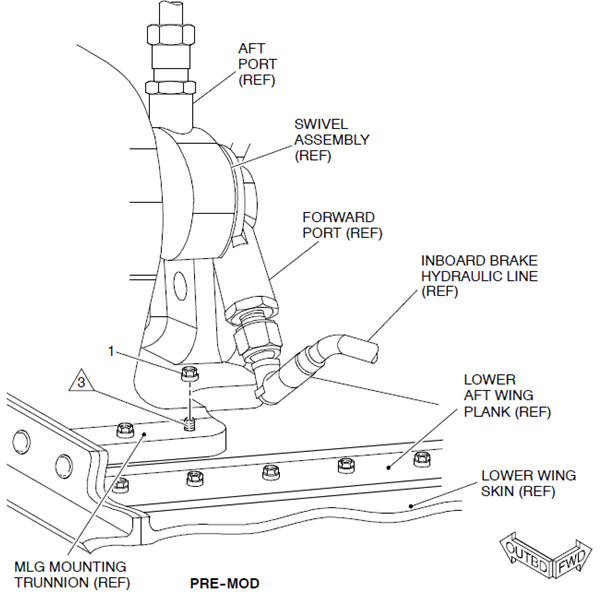 AFT
PORT
(REF)
SWIVEL
ASSEMBLY
(REF)
FORWARD
PORT (REF)
INBOARD BRAKE
HYDRAULIC LINE
(REF)
1
3
LOWER
AFT WING
PLANK (REF)
LOWER WING
SKIN (REF)
MLG MOUNTING
TRUNNION (REF)
PRE-MOD
OUTBD
FWD